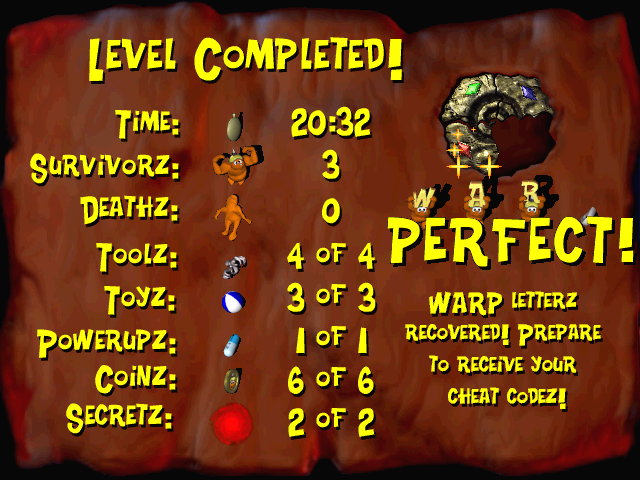 Level Completed!
Time: 20:32
Survivorz: 3
Deathz: 0
Toolz: 4 of 4
Toyz: 3 of 3
Powerupz: 1 of 1
Coinz: 6 of 6
Secretz: 2 of 2
W A R
PERFECT!
WARP letterz
recovered! Prepare
to receive your
cheat codez!